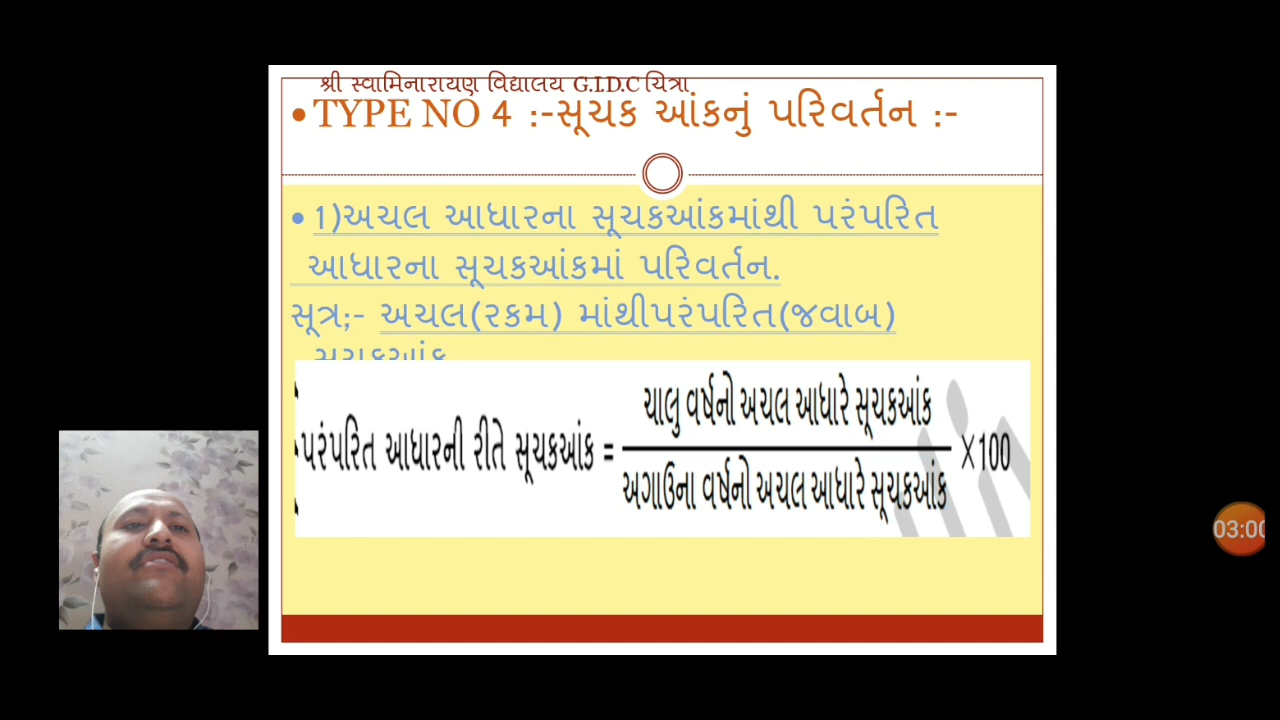 શ્રી સ્વામિનારાયણ વિદ્યાલય G.I.D.C ચિત્રા
• TYPE NO 4 :-સૂચક આંકનું પરિવર્તન :-
• 1)અચલ આધારના સૂચકઆંકમાંથી પરંપરિત
આધારના સૂચકઆંકમાં પરિવર્તન.
સૂત્ર;- અચલ(રકમ) માંથીપરંપરિત(જવાબ)
સૂચકઆંક
ચાલુ વર્ષનો અચલ આધારે સૂચકઆંક
પરંપરિત આધારની રીતે સૂચકઆંક = ×100
અગાઉના વર્ષનો અચલ આધારે સૂચકઆંક
03:00